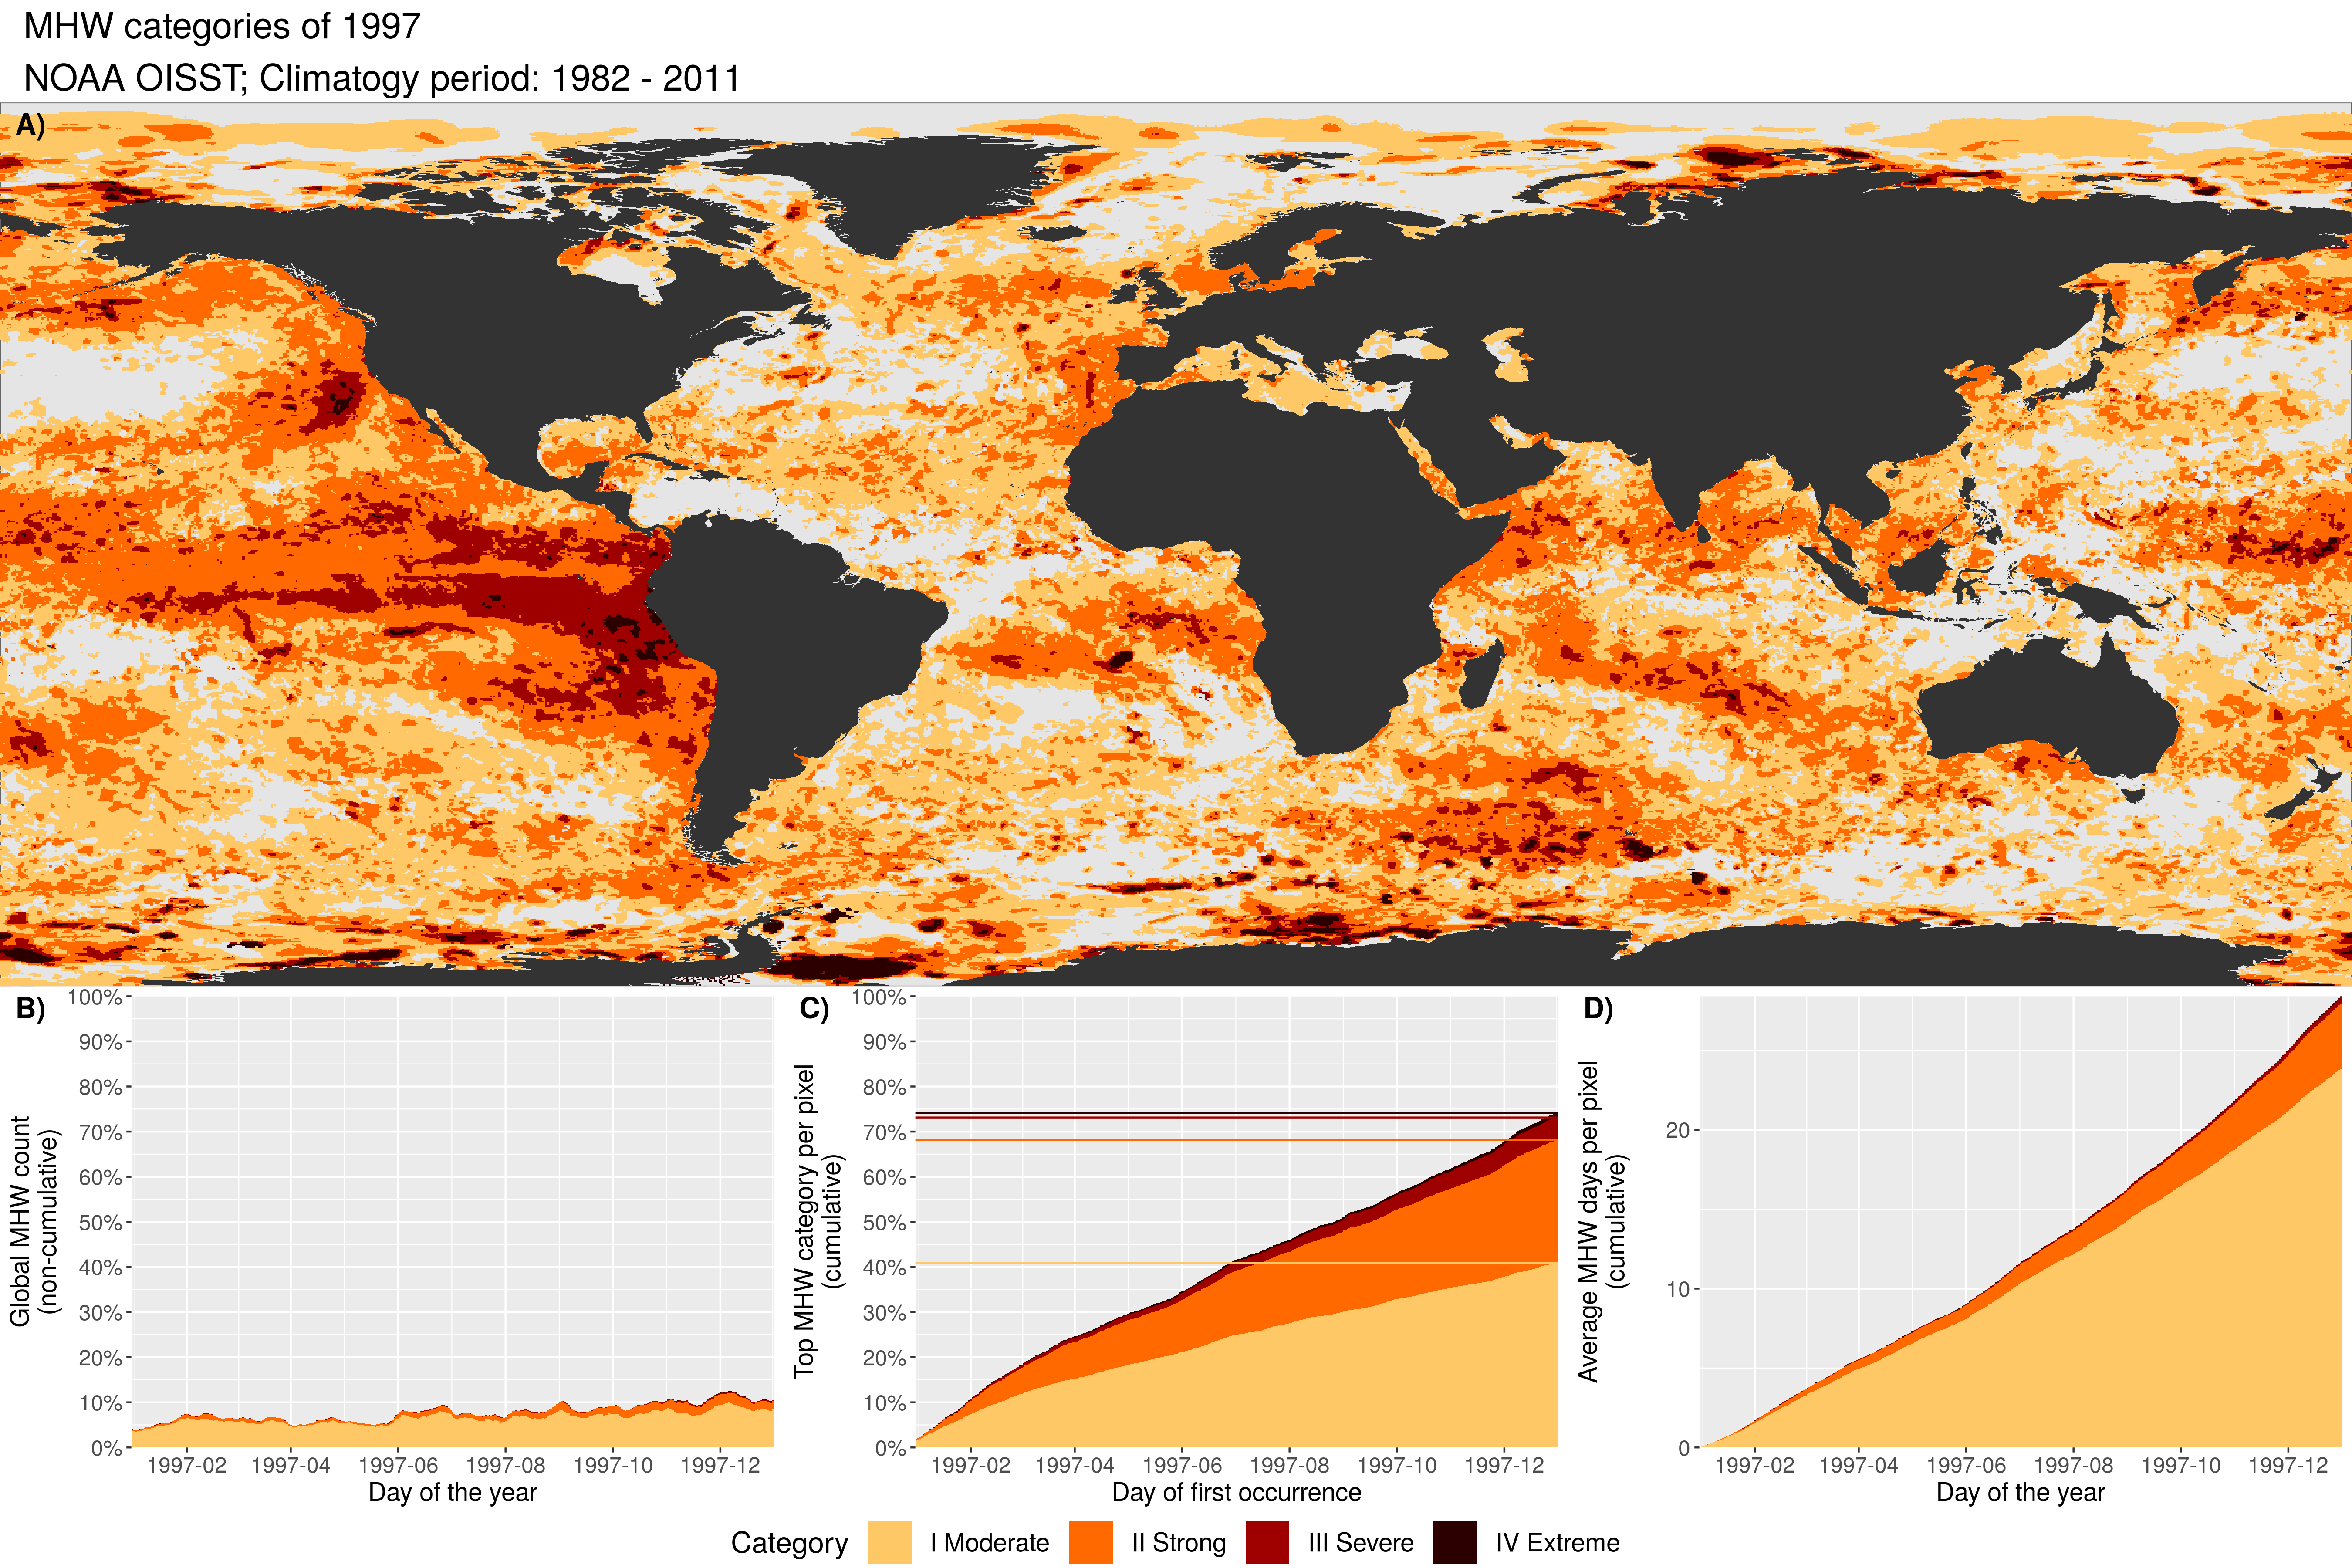 MHW categories of 1997
NOAA OISST; Climatogy period: 1982 - 2011
A)
B)
Global MHW count
(non-cumulative)
100%
90%
80%
70%
60%
50%
40%
30%
20%
10%
0%
1997-02 1997-04 1997-06 1997-08 1997-10 1997-12
Day of the year
C)
Top MHW category per pixel
(cumulative)
100%
90%
80%
70%
60%
50%
40%
30%
20%
10%
0%
1997-02 1997-04 1997-06 1997-08 1997-10 1997-12
Day of first occurrence
D)
Average MHW days per pixel
(cumulative)
20
10
0
1997-02 1997-04 1997-06 1997-08 1997-10 1997-12
Day of the year
Category I Moderate II Strong III Severe IV Extreme